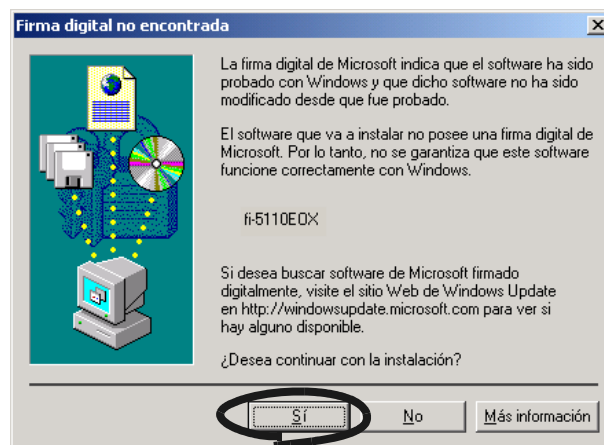 Firma digital no encontrada
La firma digital de Microsoft indica que el software ha sido
probado con Windows y que dicho software no ha sido
modificado desde que fue probado.
El software que va a instalar no posee una firma digital de
Microsoft. Por lo tanto, no se garantiza que este software
funcione correctamente con Windows.
fi-5110EOX
Si desea buscar software de Microsoft firmado
digitalmente, visite el sitio Web de Windows Update
en http://windowsupdate.microsoft.com para ver si
hay alguno disponible.
¿Desea continuar con la instalación?
Sí No Más información